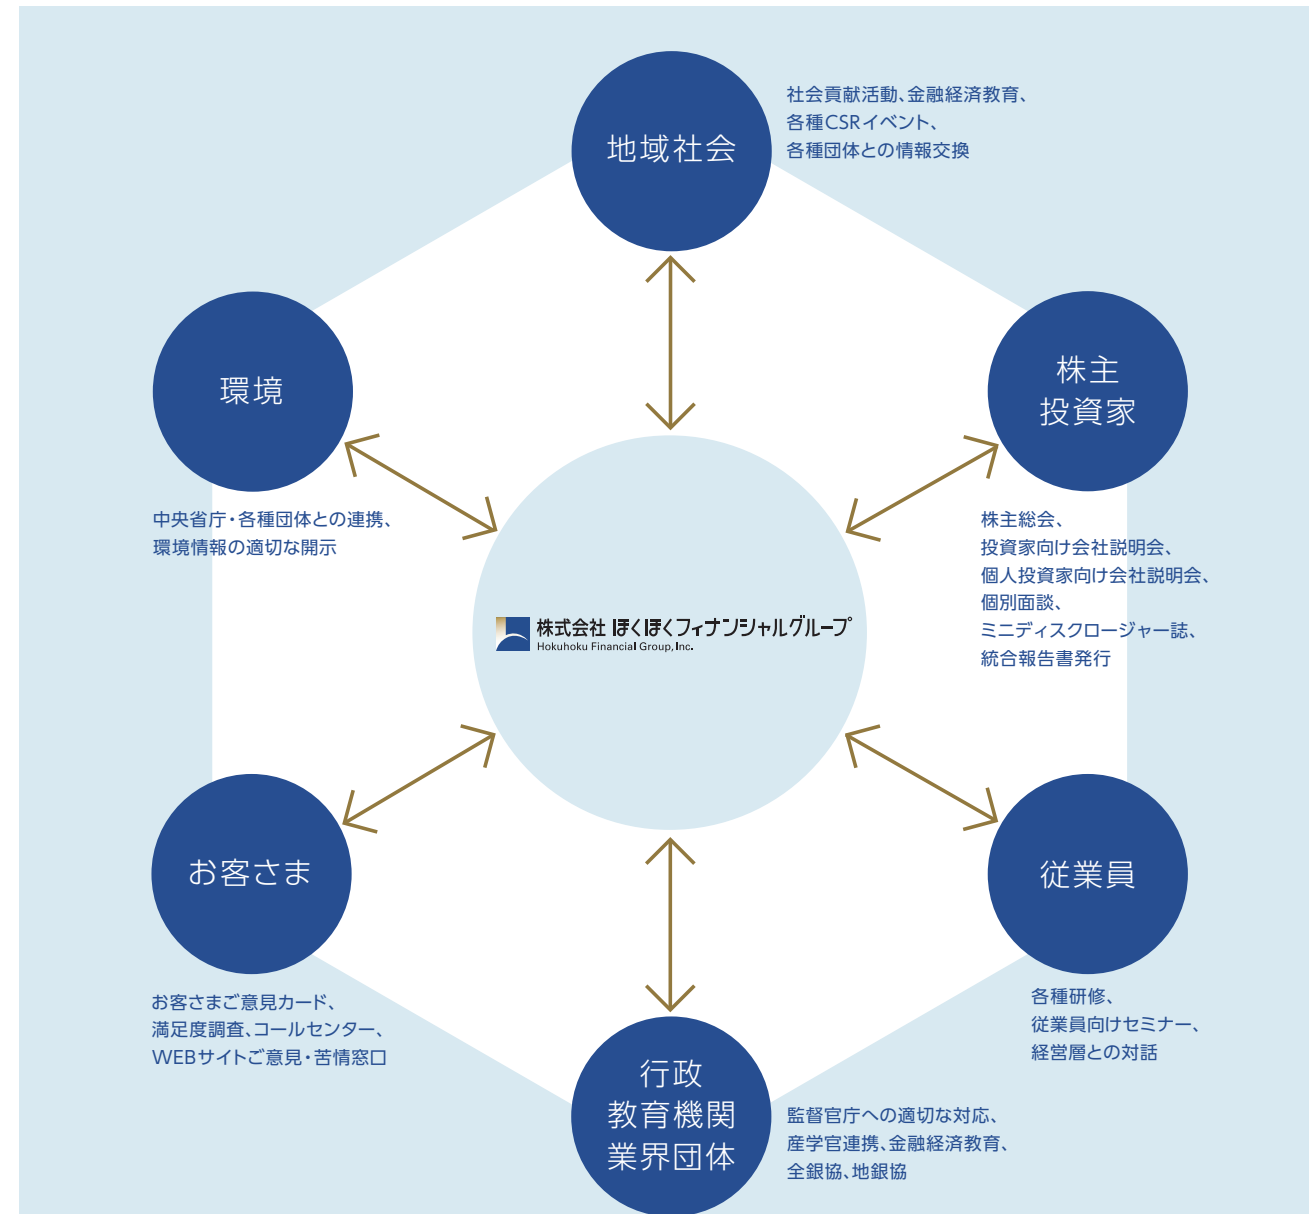 地域社会
社会貢献活動、金融経済教育、
各種CSRイベント、
各種団体との情報交換
環境
中央省庁・各種団体との連携、
環境情報の適切な開示
株主
投資家
株主総会、
投資家向け会社説明会、
個人投資家向け会社説明会、
個別面談、
ミニディスクロージャー誌、
統合報告書発行
株式会社 ほくほくフィナンシャルグループ
Hokuhoku Financial Group, Inc.
お客さま
お客さまご意見カード、
満足度調査、コールセンター、
WEBサイトご意見・苦情窓口
従業員
各種研修、
従業員向けセミナー、
経営層との対話
行政
教育機関
業界団体
監督官庁への適切な対応、
産学官連携、金融経済教育、
全銀協、地銀協